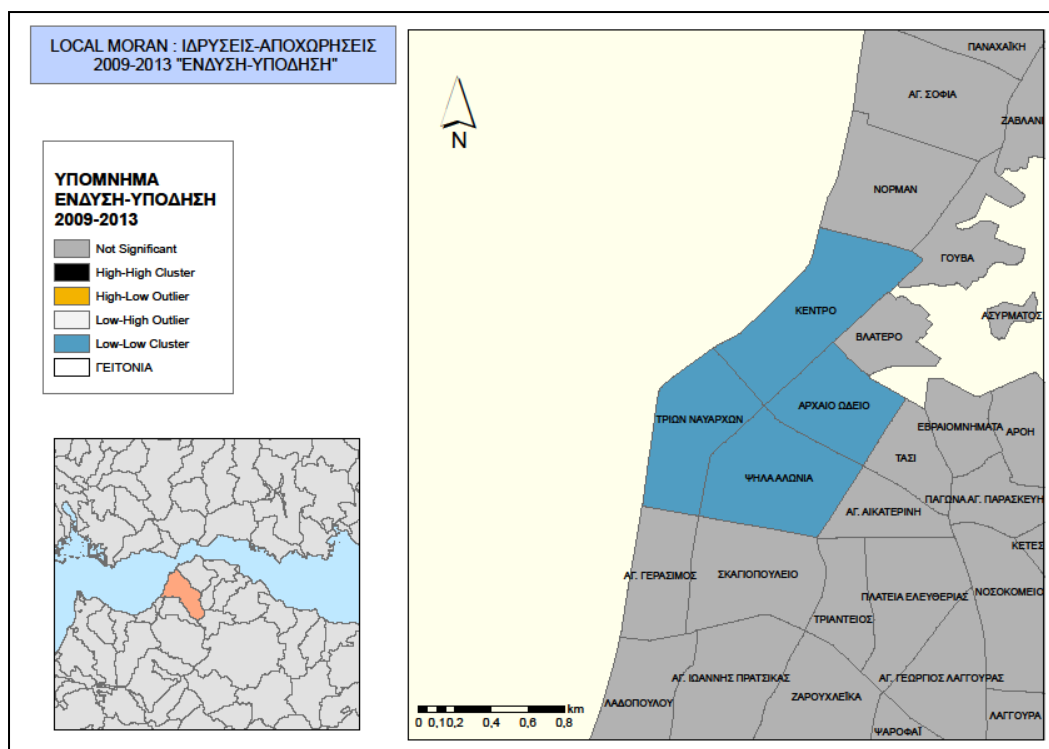 LOCAL MORAN : ΙΔΡΥΣΕΙΣ-ΑΠΟΧΩΡΗΣΕΙΣ
2009-2013 "ΕΝΔΥΣΗ-ΥΠΟΔΗΣΗ"
ΥΠΟΜΝΗΜΑ
ΕΝΔΥΣΗ-ΥΠΟΔΗΣΗ
2009-2013
Not Significant
High-High Cluster
High-Low Outlier
Low-High Outlier
Low-Low Cluster
ΓΕΙΤΟΝΙΑ
N
ΠΑΝΑΧΑΪΚΗ
ΑΓ. ΣΟΦΙΑ
ΖΑΒΛΑΝΙ
ΝΟΡΜΑΝ
ΓΟΥΒΑ
ΚΕΝΤΡΟ
ΑΣΥΡΜΑΤΟΣ
ΒΛΑΤΕΡΟ
ΤΡΙΩΝ ΝΑΥΑΡΧΩΝ
ΑΡΧΑΙΟ ΩΔΕΙΟ
ΕΒΡΑΙΟΜΝΗΜΑΤΑ
ΑΡΟΗ
ΤΑΣΙ
ΨΗΛΑ ΑΛΩΝΙΑ
ΠΑΓΩΝΑ
ΑΓ. ΠΑΡΑΣΚΕΥΗ
ΑΓ. ΑΙΚΑΤΕΡΙΝΗ
ΚΕΤΕΣ
ΑΓ. ΓΕΡΑΣΙΜΟΣ
ΣΚΑΓΙΟΠΟΥΛΕΙΟ
ΠΛΑΤΕΙΑ ΕΛΕΥΘΕΡΙΑΣ
ΝΟΣΟΚΟΜΕΙΟ
ΤΡΙΑΝΤΕΙΟΣ
ΑΓ. ΙΩΑΝΝΗΣ ΠΡΑΤΣΙΚΑΣ
ΑΓ. ΓΕΩΡΓΙΟΣ ΛΑΓΓΟΥΡΑΣ
ΛΑΔΟΠΟΥΛΟΥ
ΖΑΡΟΥΧΛΕΪΚΑ
ΛΑΓΓΟΥΡΑ
ΨΑΡΟΦΑΪ
km
0 0,10,2 0,4 0,6 0,8